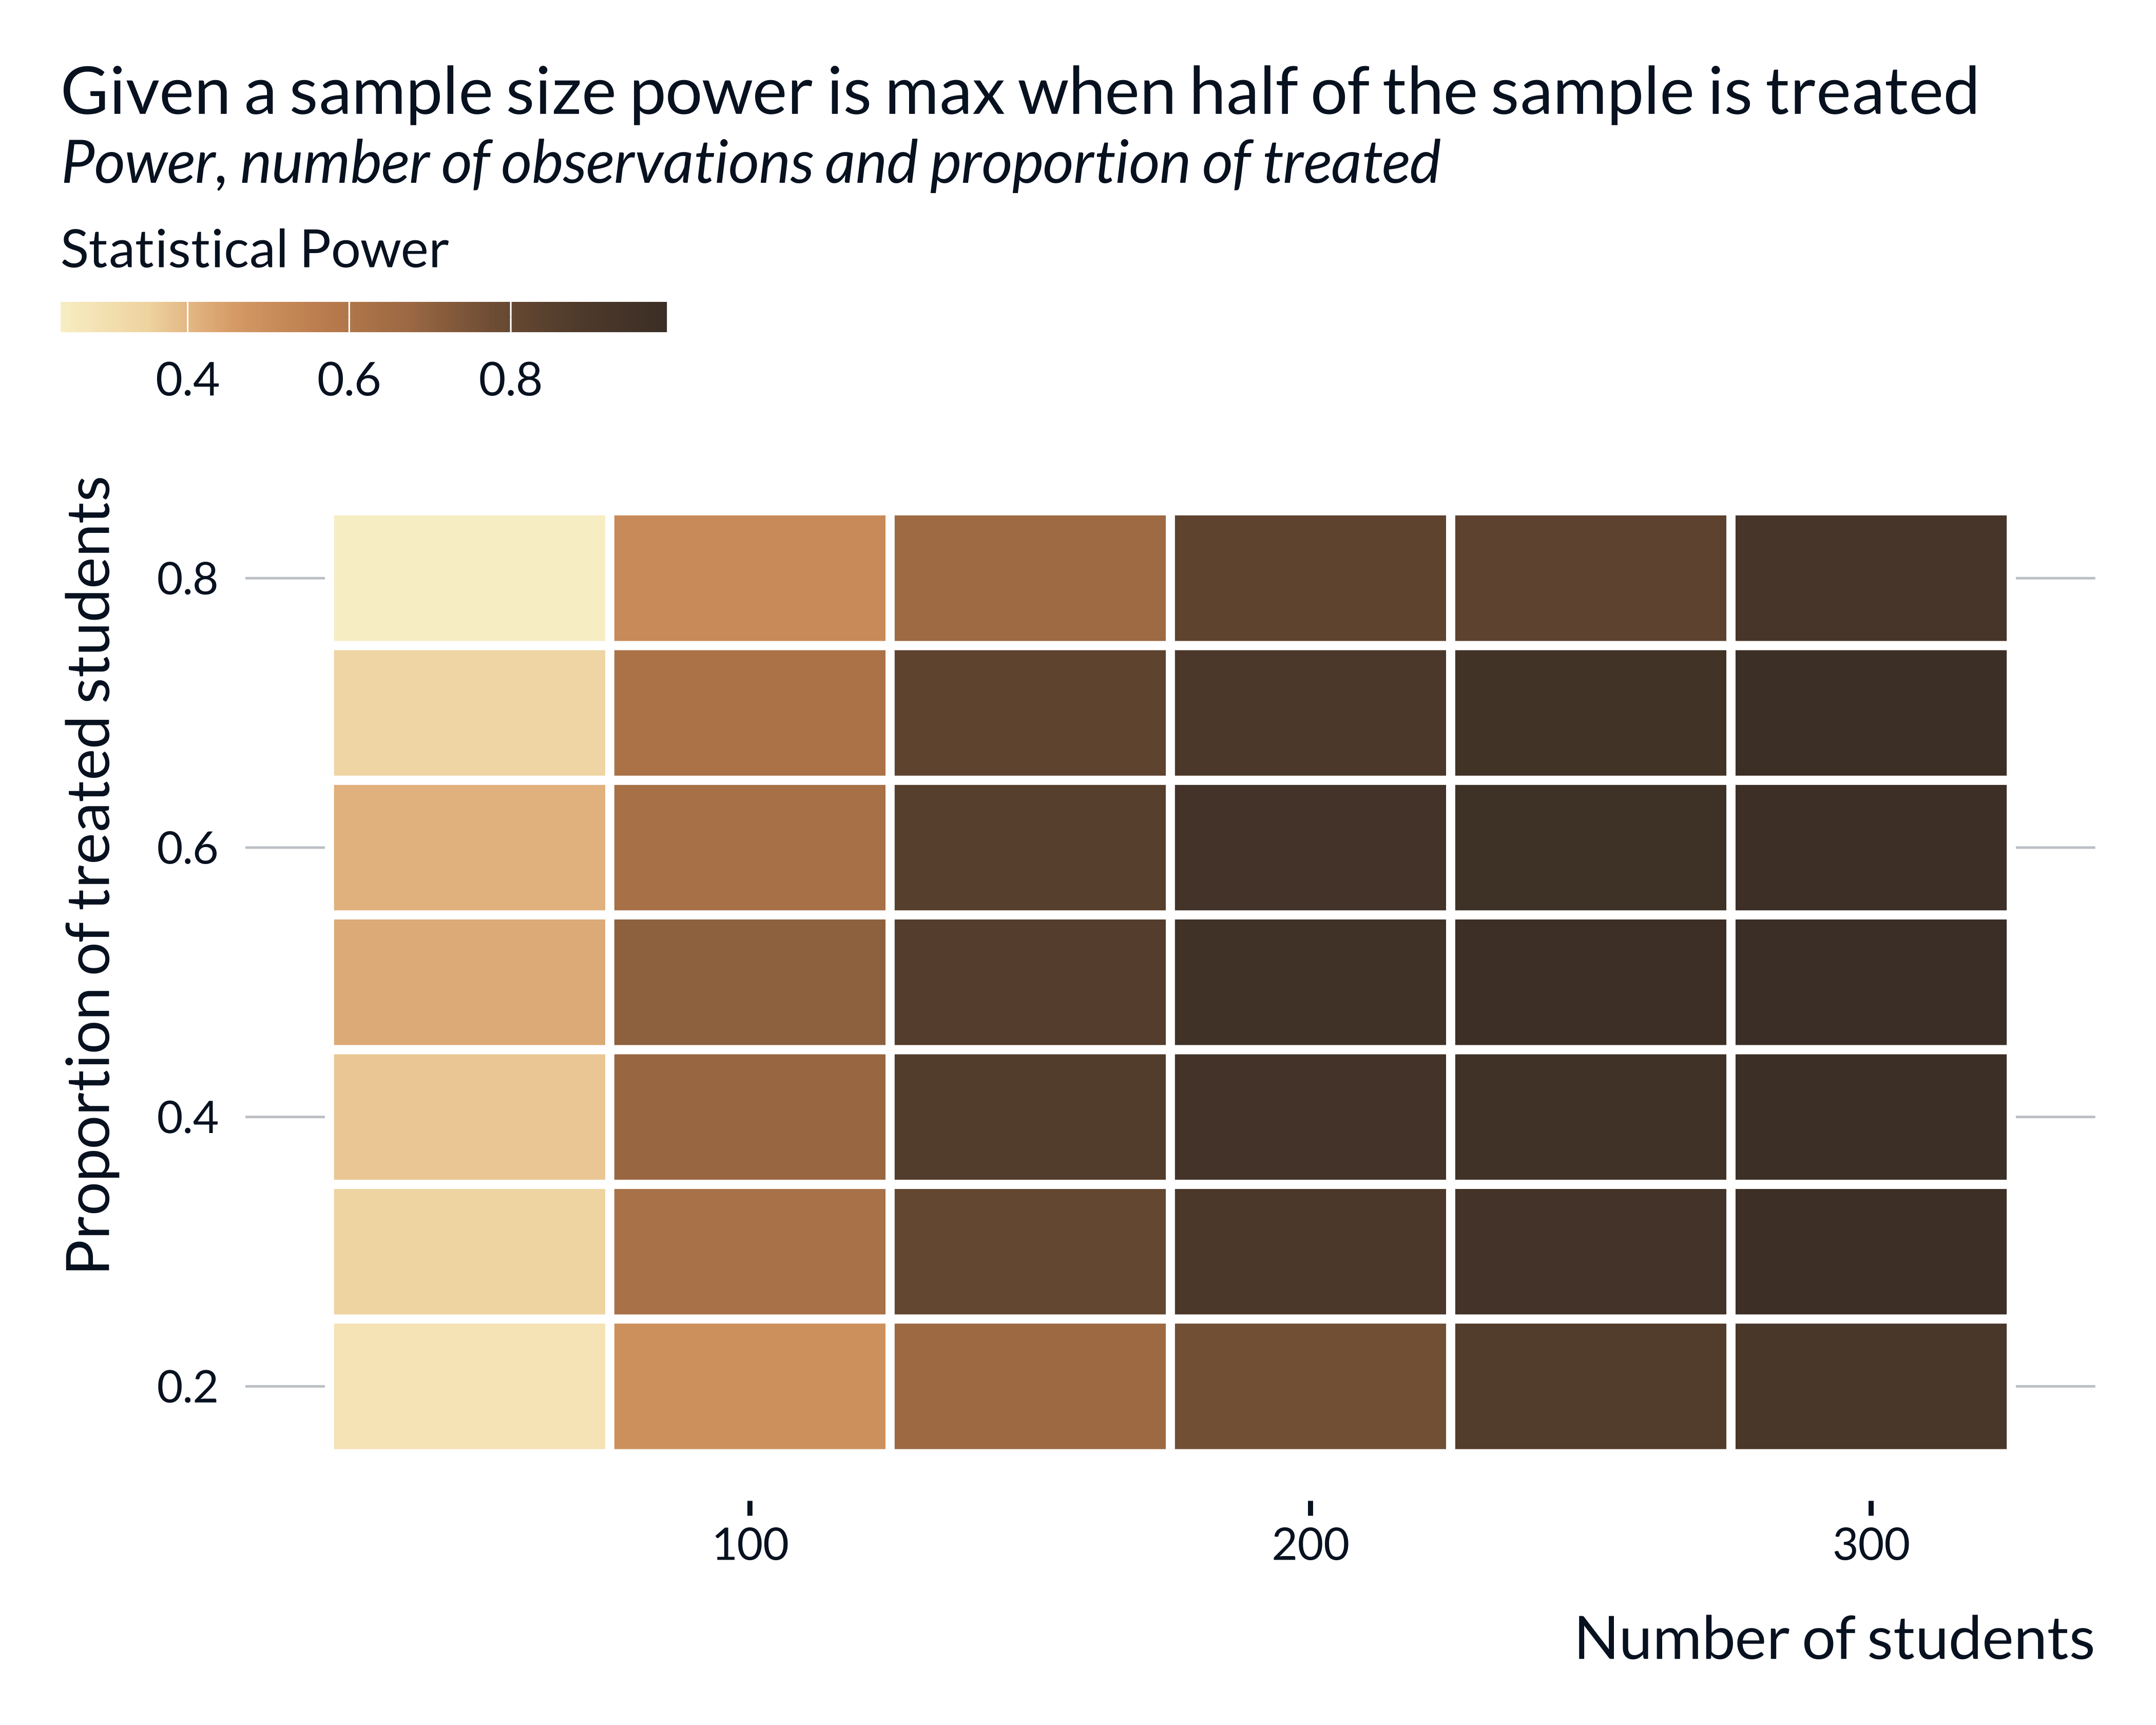 Given a sample size power is max when half of the sample is treated
Power, number of observations and proportion of treated
Statistical Power
0.4 0.6 0.8
Proportion of treated students
0.8
0.6
0.4
0.2
100 200 300
Number of students